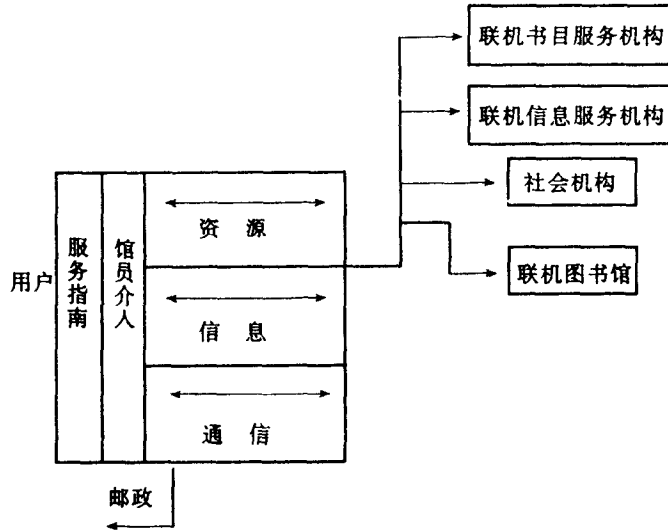 联机书目服务机构
联机信息服务机构
社会机构
联机图书馆
用户
服务指南
馆员介人
资源
信息
通信
邮政